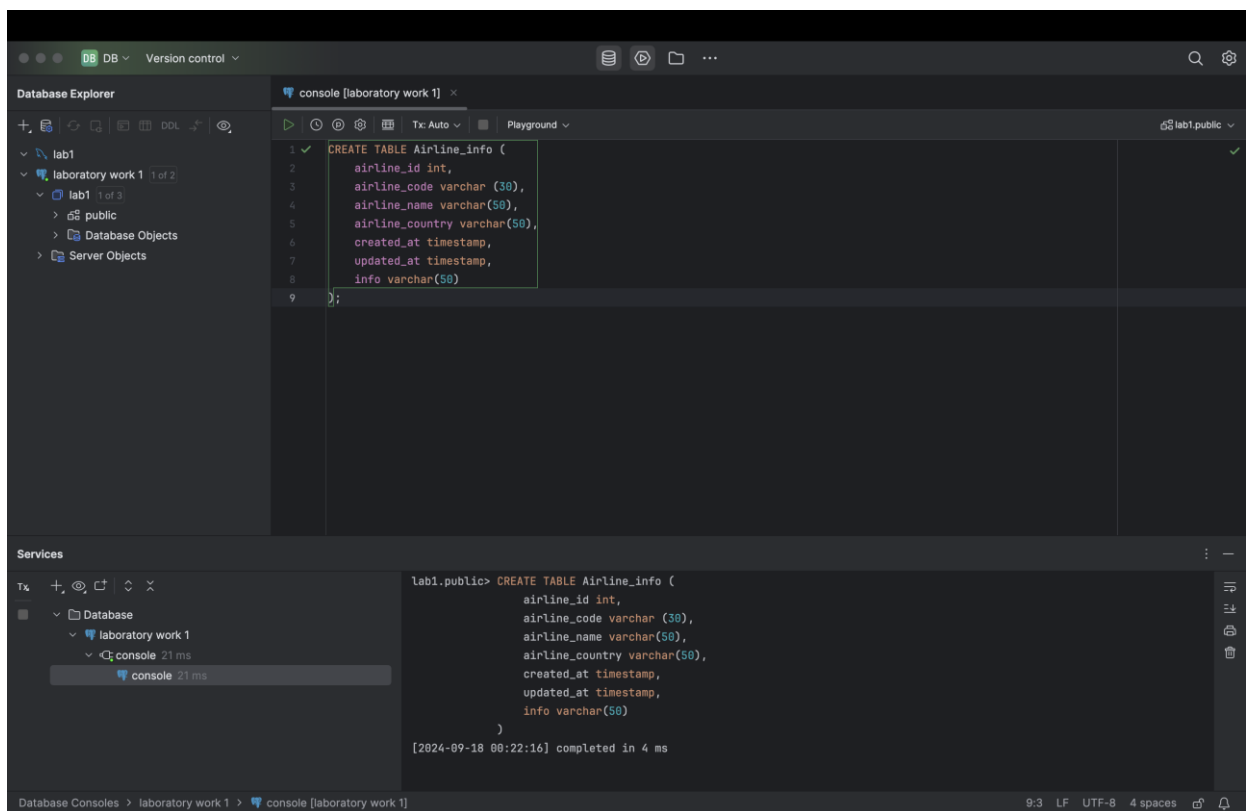 DB DB Version control
Database Explorer
console [laboratory work 1]
DDL
Tx: Auto Playground lab1.public
lab1
laboratory work 1 1 of 2
lab1 1 of 3
public
Database Objects
Server Objects
1 CREATE TABLE Airline_info (
2 airline_id int,
3 airline_code varchar (30),
4 airline_name varchar(50),
5 airline_country varchar(50),
6 created_at timestamp,
7 updated_at timestamp,
8 info varchar(50)
9 );
Services
Tx
Database
laboratory work 1
console 21 ms
console 21 ms
lab1.public> CREATE TABLE Airline_info (
airline_id int,
airline_code varchar (30),
airline_name varchar(50),
airline_country varchar(50),
created_at timestamp,
updated_at timestamp,
info varchar(50)
)
[2024-09-18 00:22:16] completed in 4 ms
Database Consoles > laboratory work 1 > console [laboratory work 1]
9:3 LF UTF-8 4 spaces